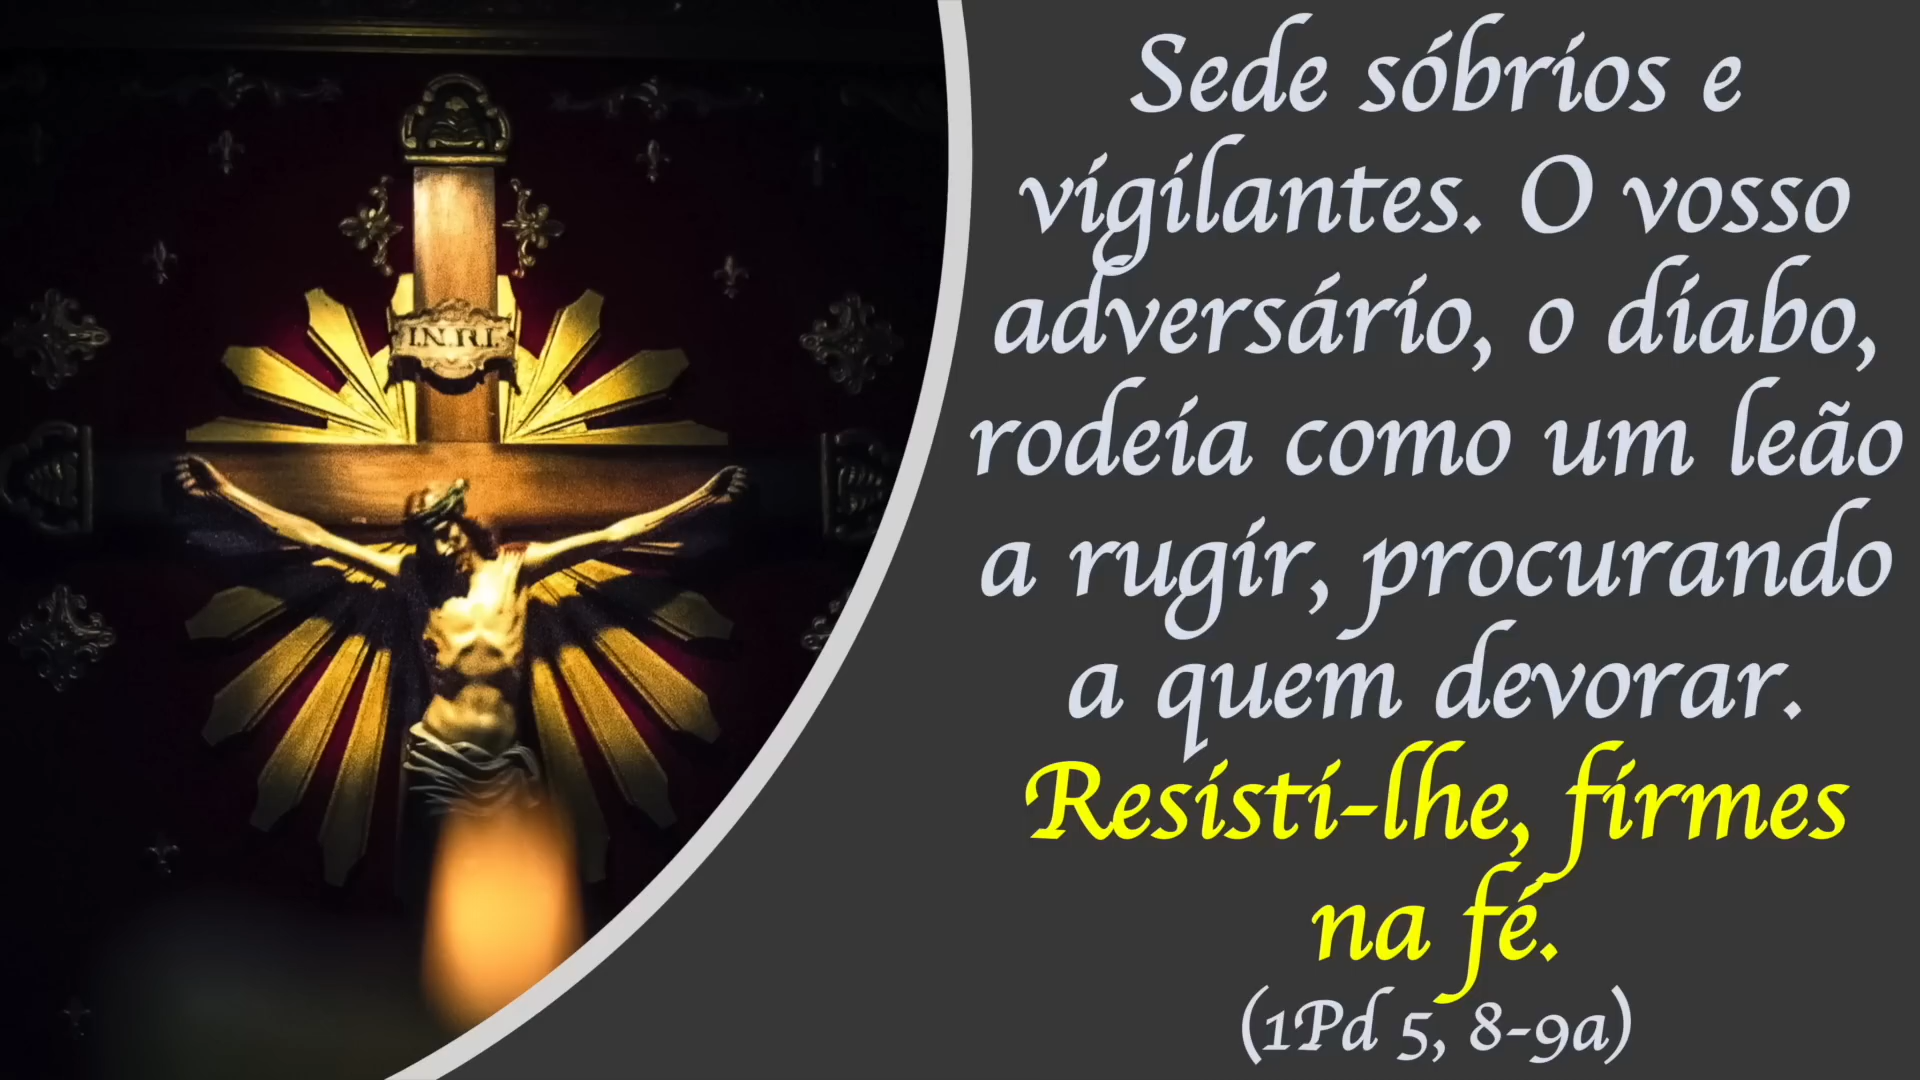 I.N.R.I.
Sede sóbrios e
vigilantes. O vosso
adversário, o diabo,
rodeia como um leão
a rugir, procurando
a quem devorar.
Resisti-lhe, firmes
na fé.
(1Pd 5, 8-9a)